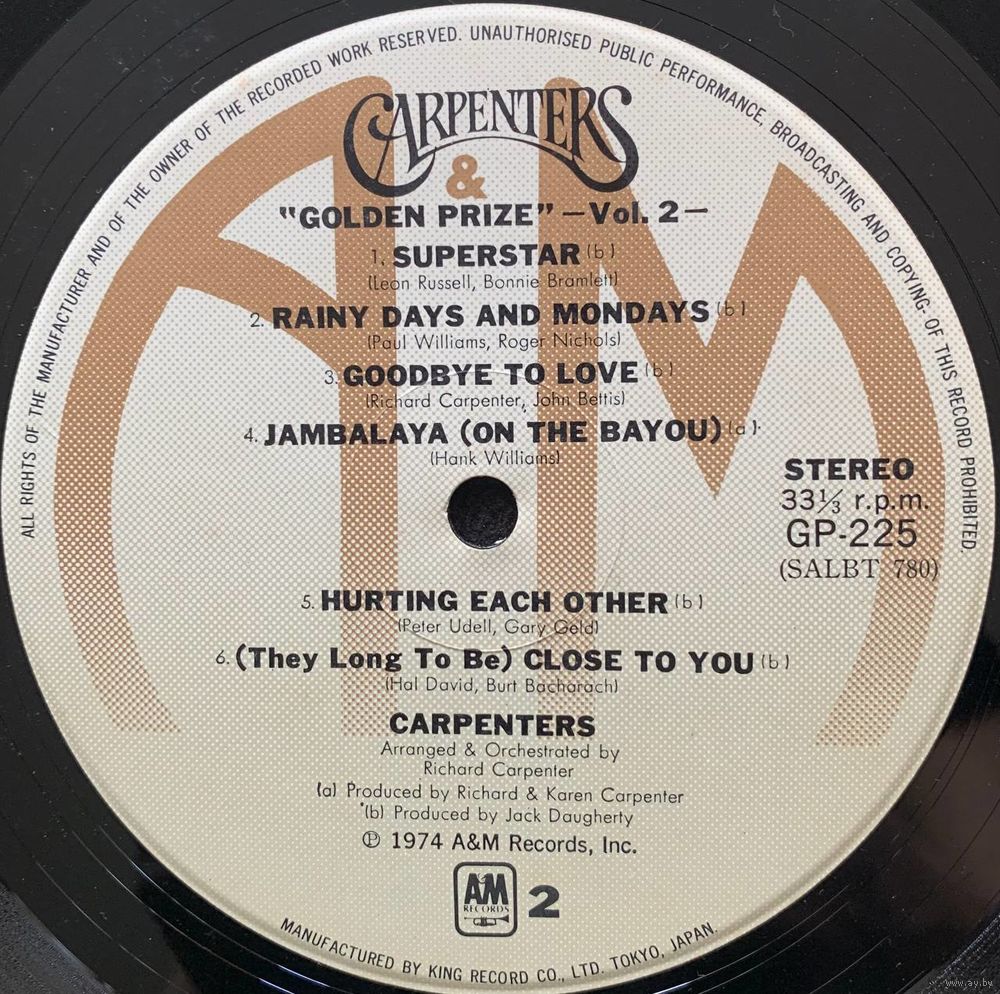 ALL RIGHTS OF THE MANUFACTURER AND OF THE OWNER OF THE RECORDED WORK RESERVED. UNAUTHORISED PUBLIC PERFORMANCE, BROADCASTING AND COPYING OF THIS RECORD PROHIBITED.
CARPENTERS
&
"GOLDEN PRIZE" –Vol. 2–
1. SUPERSTAR (b)
(Leon Russell, Bonnie Bramlett)
2. RAINY DAYS AND MONDAYS (b)
(Paul Williams, Roger Nichols)
3. GOODBYE TO LOVE (b)
(Richard Carpenter, John Bettis)
4. JAMBALAYA (ON THE BAYOU) (a)
(Hank Williams)
STEREO
33⅓ r.p.m.
GP-225
(SALBT 780)
5. HURTING EACH OTHER (b)
(Peter Udell, Gary Geld)
6. (They Long To Be) CLOSE TO YOU (b)
(Hal David, Burt Bacharach)
CARPENTERS
Arranged & Orchestrated by
Richard Carpenter
(a) Produced by Richard & Karen Carpenter
(b) Produced by Jack Daugherty
℗ 1974 A&M Records, Inc.
A&M
RECORDS
2
MANUFACTURED BY KING RECORD CO., LTD. TOKYO, JAPAN.
www.ay.by